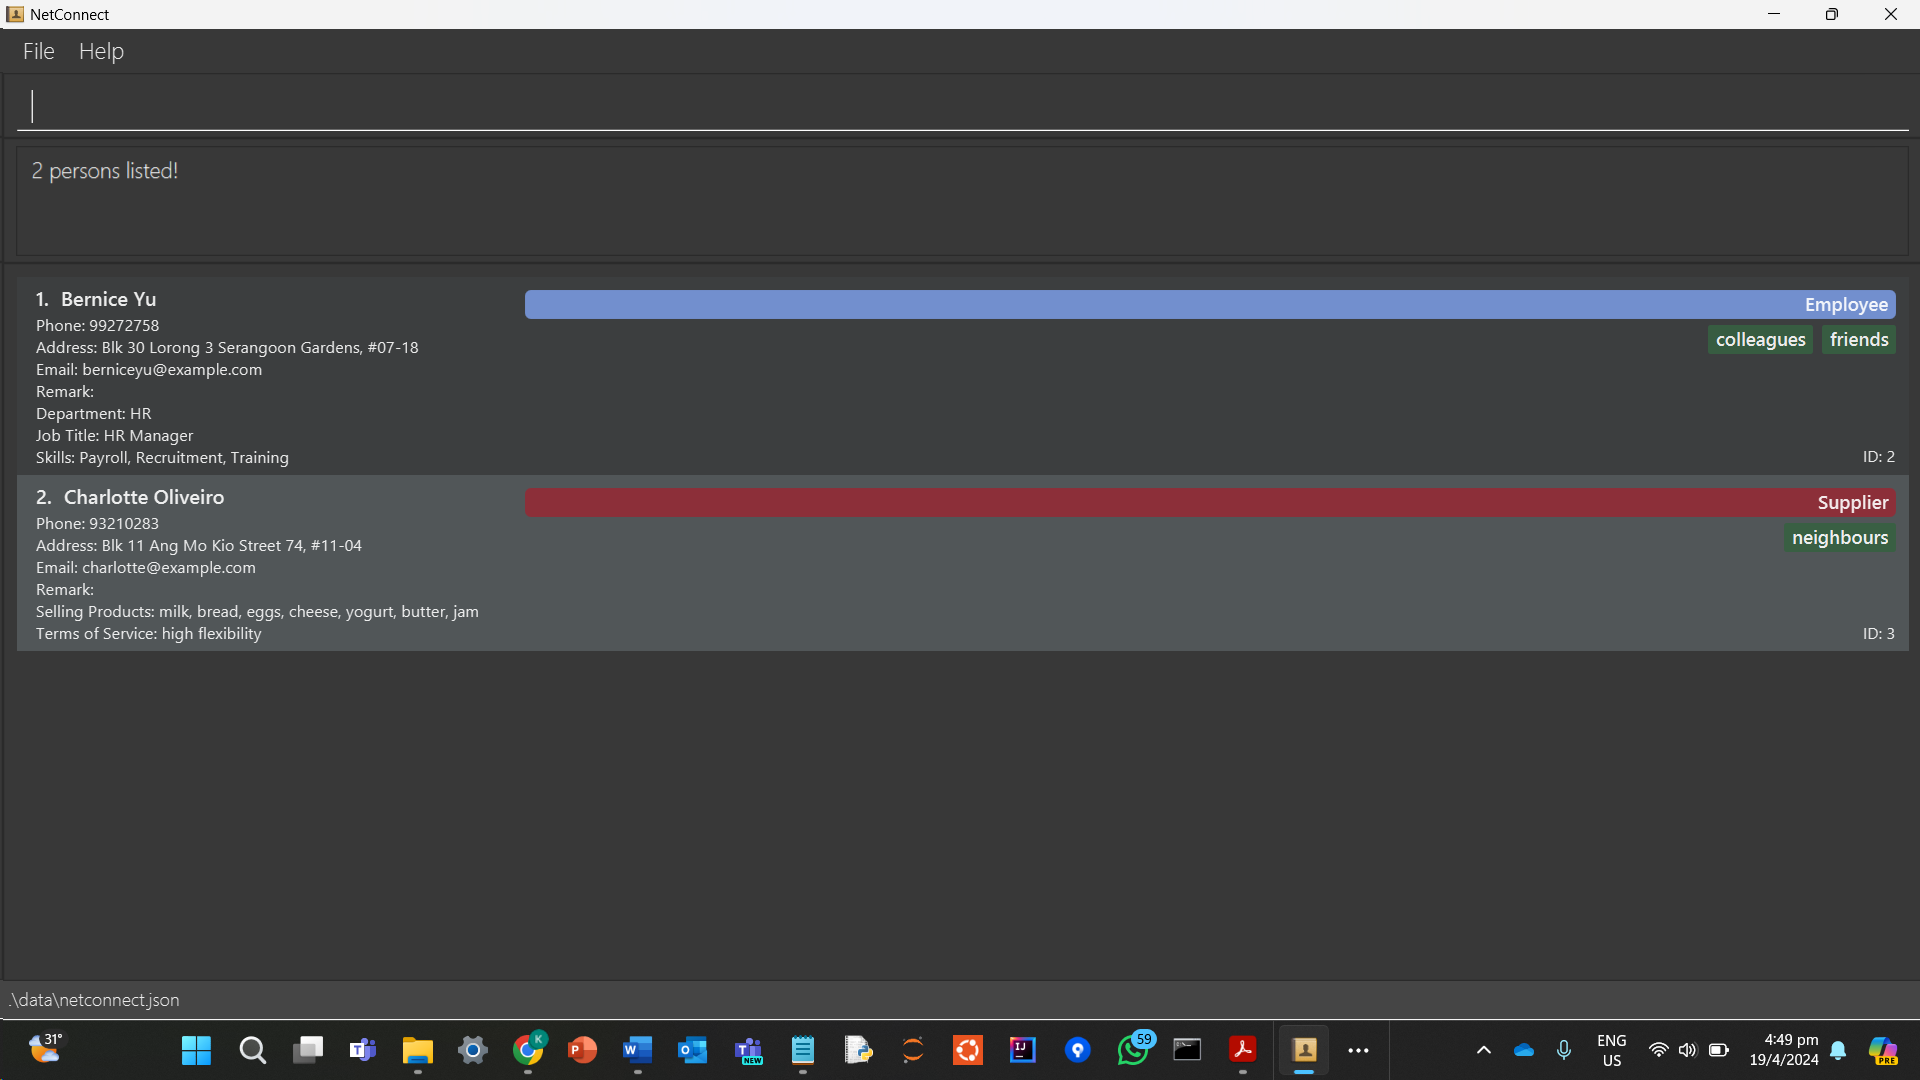 NetConnect
File Help
2 persons listed!
1. Bernice Yu
Employee
Phone: 99272758
colleagues friends
Address: Blk 30 Lorong 3 Serangoon Gardens, #07-18
Email: berniceyu@example.com
Remark:
Department: HR
Job Title: HR Manager
Skills: Payroll, Recruitment, Training
ID: 2
2. Charlotte Oliveiro
Supplier
Phone: 93210283
neighbours
Address: Blk 11 Ang Mo Kio Street 74, #11-04
Email: charlotte@example.com
Remark:
Selling Products: milk, bread, eggs, cheese, yogurt, butter, jam
Terms of Service: high flexibility
ID: 3
.\data\netconnect.json
31°
K
P
W
NEW
IJ
59
ENG
US
4:49 pm
19/4/2024
PRE